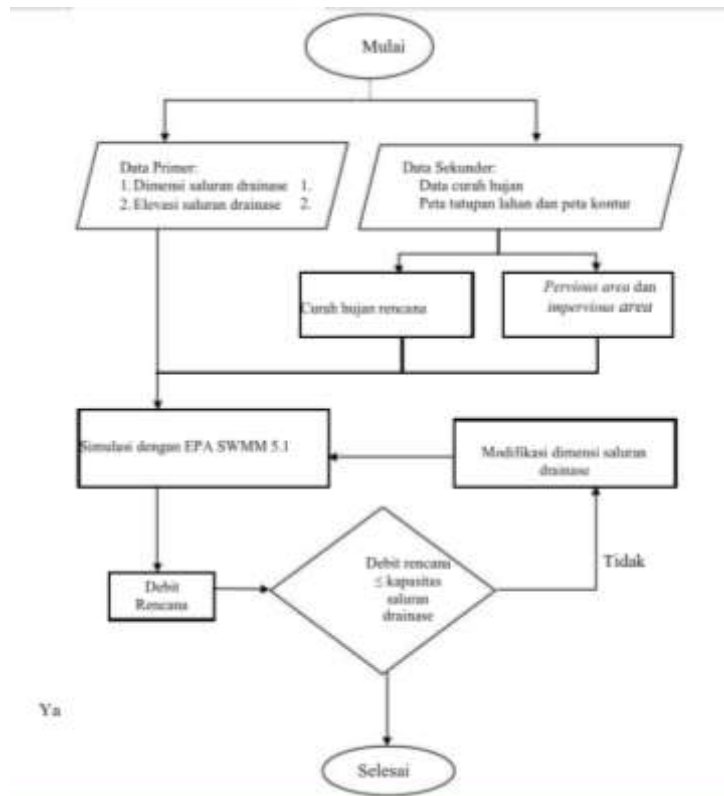 Mulai
Data Primer:
1. Dimensi saluran drainase 1.
2. Elevasi saluran drainase 2.
Data Sekunder:
Data curah hujan
Peta tutupan lahan dan peta kontur
Curah hujan rencana
Pervious area dan
impervious area
Simulasi dengan EPA SWMM 5.1
Modifikasi dimensi saluran
drainase
Debit
Rencana
Debit rencana
≤ kapasitas
saluran
drainase
Tidak
Ya
Selesai